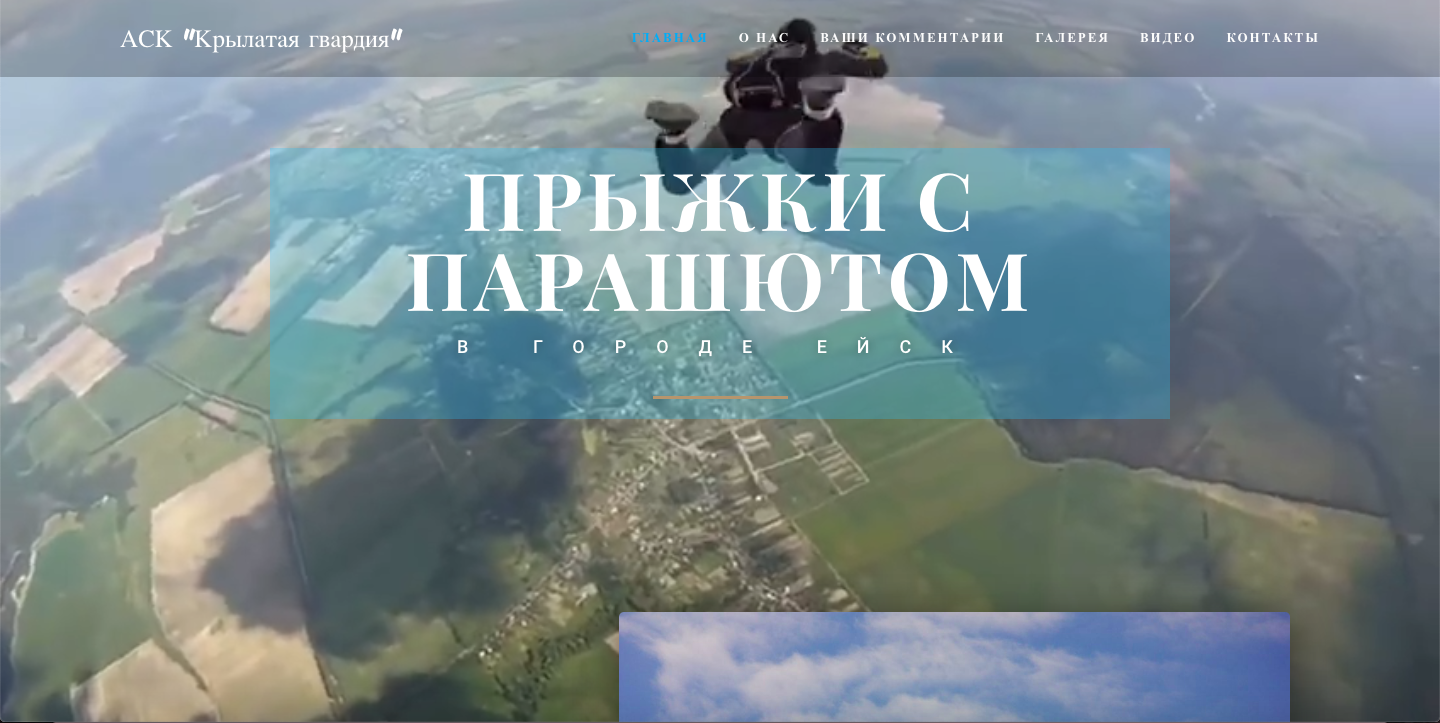 АСК "Крылатая гвардия"
ГЛАВНАЯ О НАС ВАШИ КОММЕНТАРИИ ГАЛЕРЕЯ ВИДЕО КОНТАКТЫ
ПРЫЖКИ С
ПАРАШЮТОМ
В ГОРОДЕ ЕЙСК